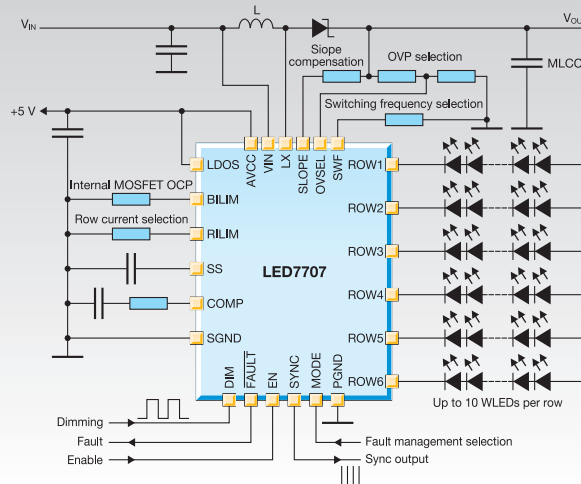 VIN
L
VOUT
Siope
compensation
OVP selection
MLCC
+5 V
Switching frequency selection
AVCC
VIN
LX
SLOPE
OVSEL
SWF
LDOS
ROW1
Internal MOSFET OCP
BILIM
ROW2
Row current selection
RILIM
ROW3
SS
LED7707
COMP
ROW4
SGND
ROW5
ROW6
DIM
FAULT
EN
SYNC
MODE
PGND
Up to 10 WLEDs per row
Dimming
Fault
Fault management selection
Enable
Sync output